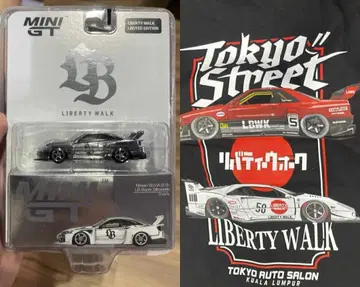 MINI
GT
LIBERTY WALK
LIMITED EDITION
LB
LIBERTY WALK
MINI
GT
LB
Tokyo
Street
LBWK
5
リバティウォーク
50
LIBERTY WALK
TOKYO AUTO SALON
KUALA LUMPUR